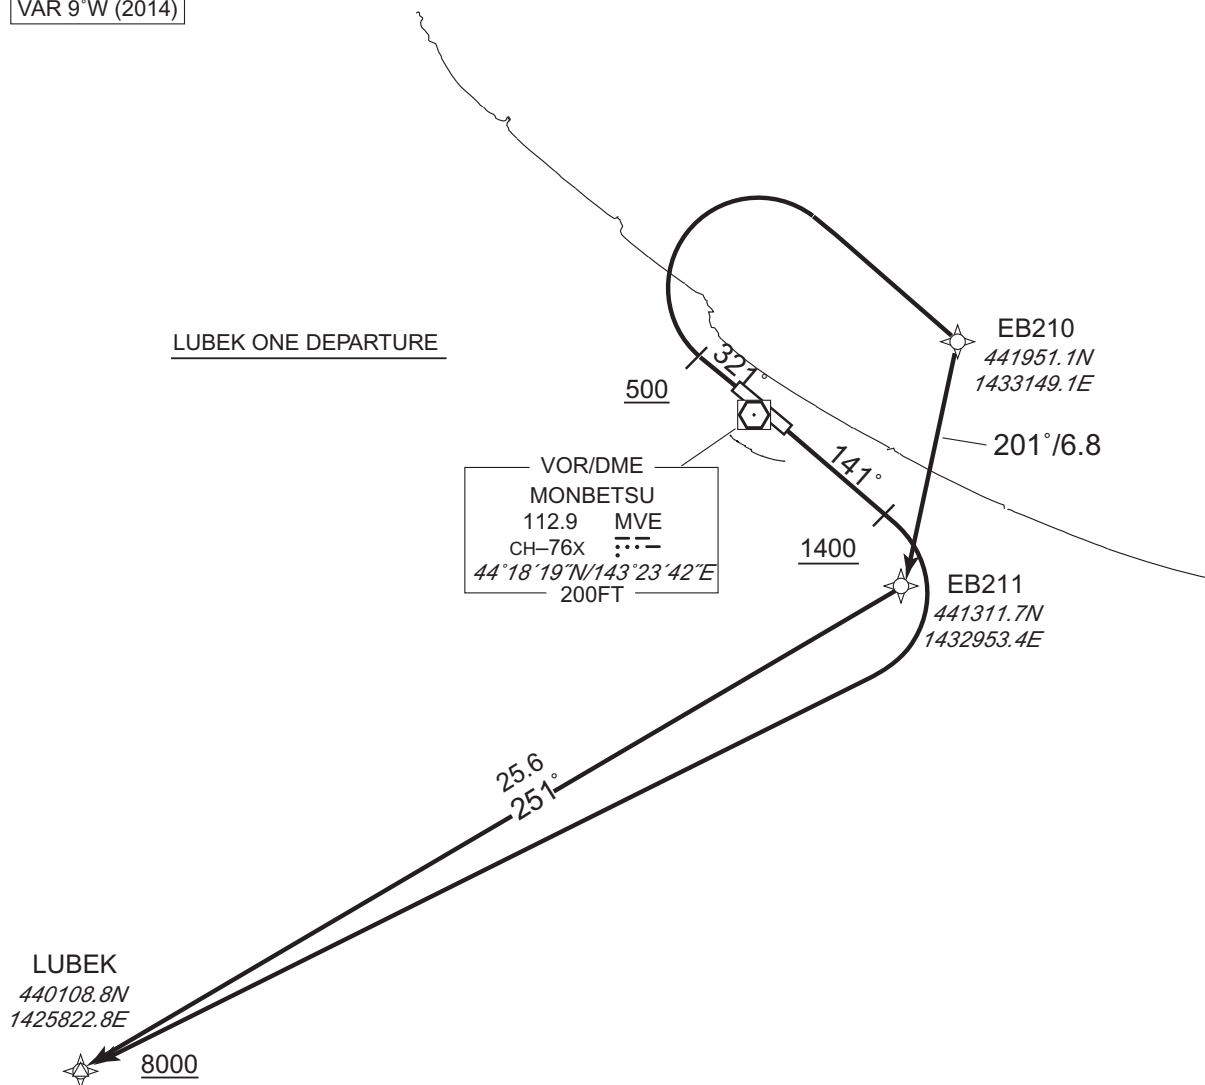 VAR 9˚W (2014)
LUBEK ONE DEPARTURE
EB210
441951.1N
1433149.1E
321˚
500
201˚/6.8
141˚
VOR/DME
MONBETSU
112.9 MVE
CH–76X
44˚18´19˝N/143˚23´42˝E
200FT
1400
EB211
441311.7N
1432953.4E
25.6
251˚
LUBEK
440108.8N
1425822.8E
8000